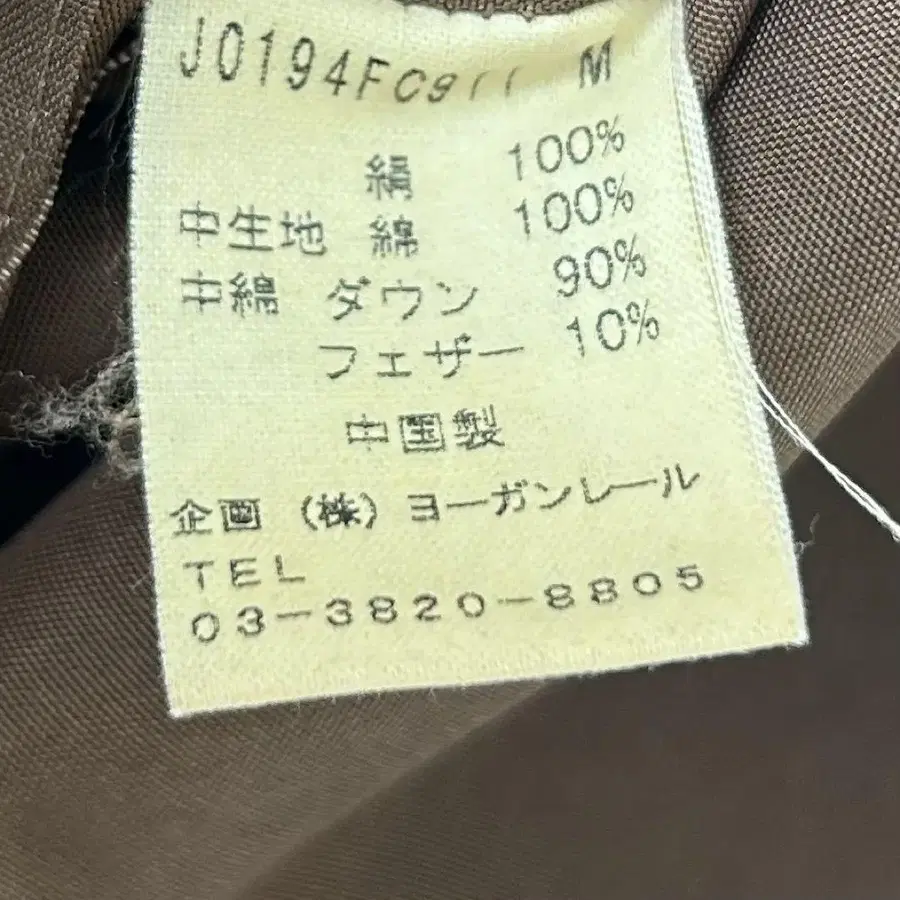 M
絹 100%
中生地 綿 100%
中綿 ダウン 90%
フェザー 10%
中国製
企画 (株) ヨーガンレール
TEL
03-3820-8805